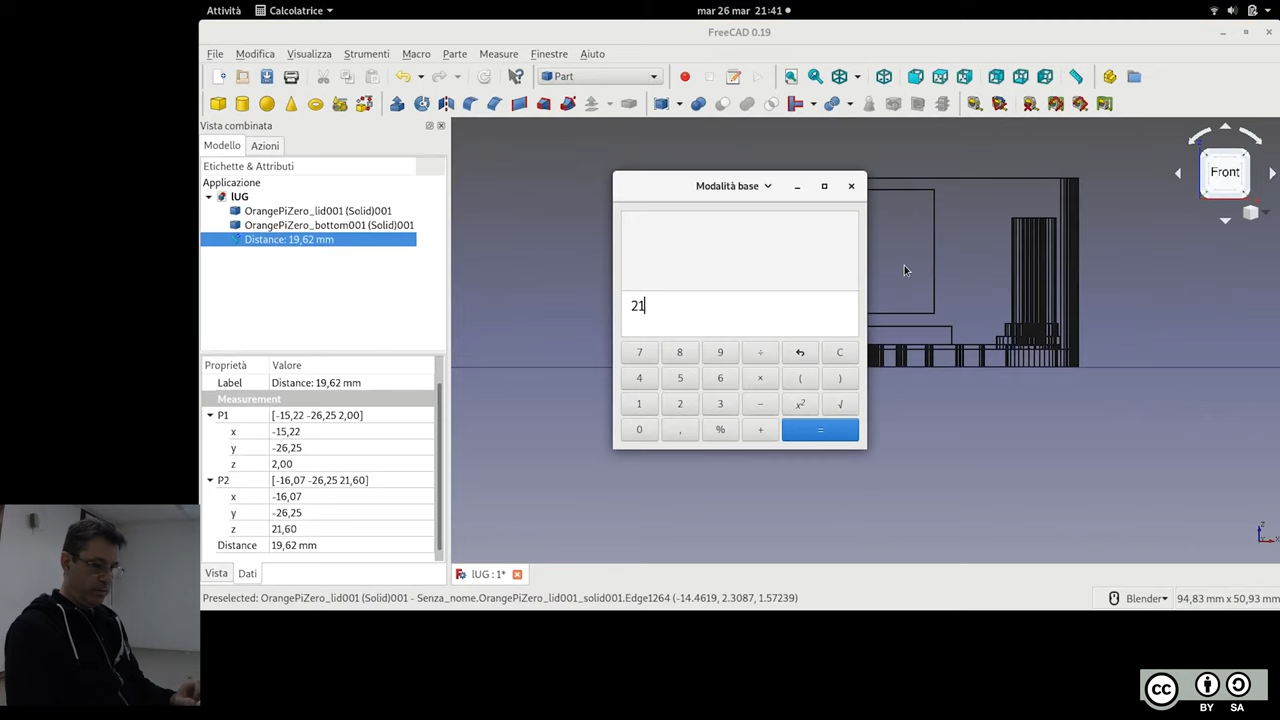 Attività
Calcolatrice
mar 26 mar 21:41
FreeCAD 0.19
File Modifica Visualizza Strumenti Macro Parte Measure Finestre Aiuto
Part
Vista combinata
Modello Azioni
Etichette & Attributi
Applicazione
lUG
OrangePiZero_lid001 (Solid)001
OrangePiZero_bottom001 (Solid)001
Distance: 19,62 mm
Proprietà Valore
Label Distance: 19,62 mm
Measurement
P1 [-15,22 -26,25 2,00]
x -15,22
y -26,25
z 2,00
P2 [-16,07 -26,25 21,60]
x -16,07
y -26,25
z 21,60
Distance 19,62 mm
Vista Dati
Modalità base
21
7 8 9 ÷ C
4 5 6 × ( )
1 2 3 − x² √
0 , % + =
Front
z
x
lUG : 1*
Preselected: OrangePiZero_lid001 (Solid)001 - Senza_nome.OrangePiZero_lid001_solid001.Edge1264 (-14.4619, 2.3087, 1.57239)
Blender
94,83 mm x 50,93 mm
CC
BY SA